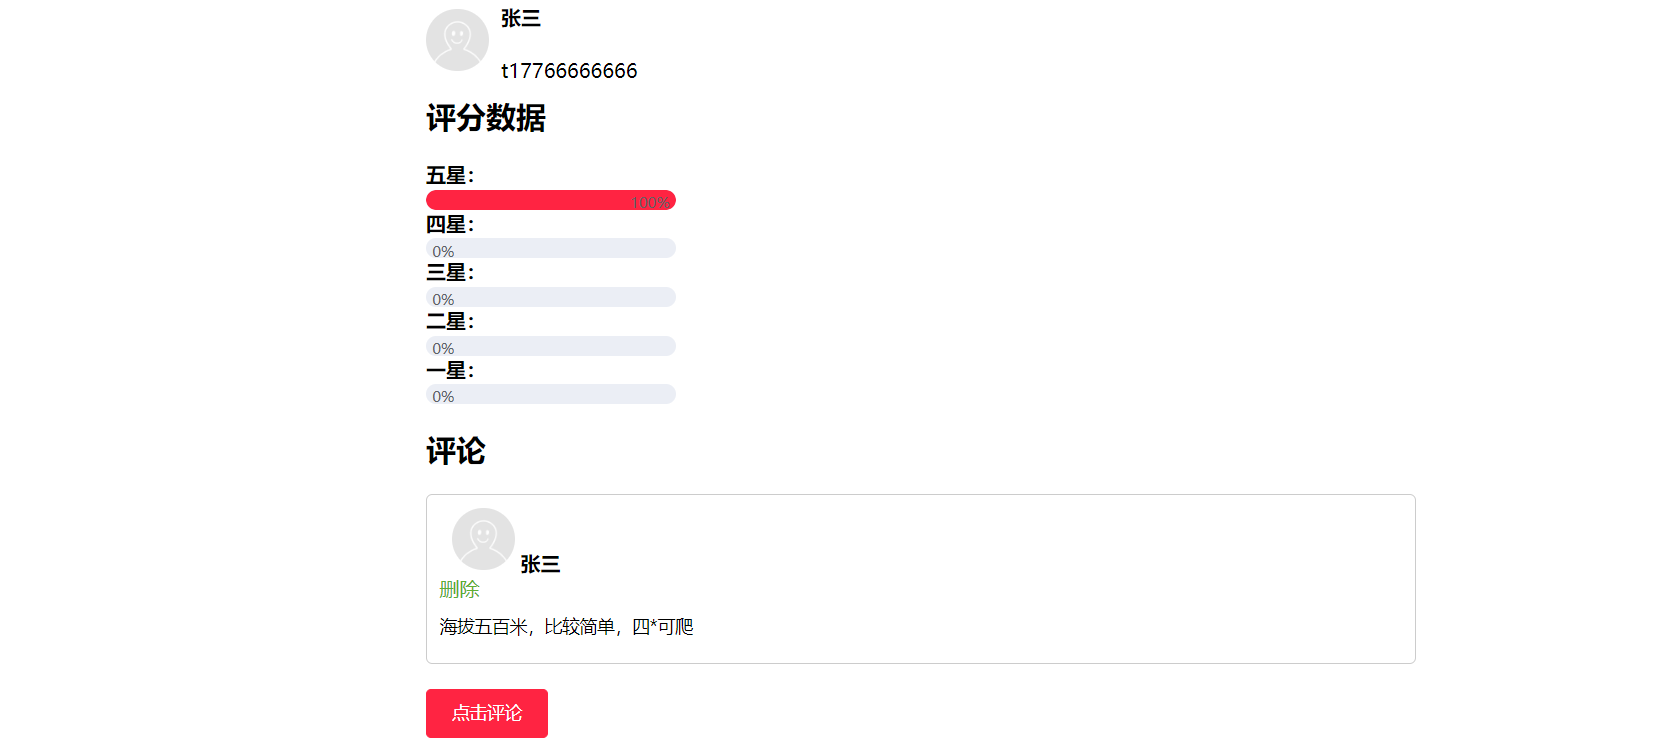 张三
t17766666666
评分数据
五星：
100%
四星：
0%
三星：
0%
二星：
0%
一星：
0%
评论
张三
删除
海拔五百米，比较简单，四*可爬
点击评论